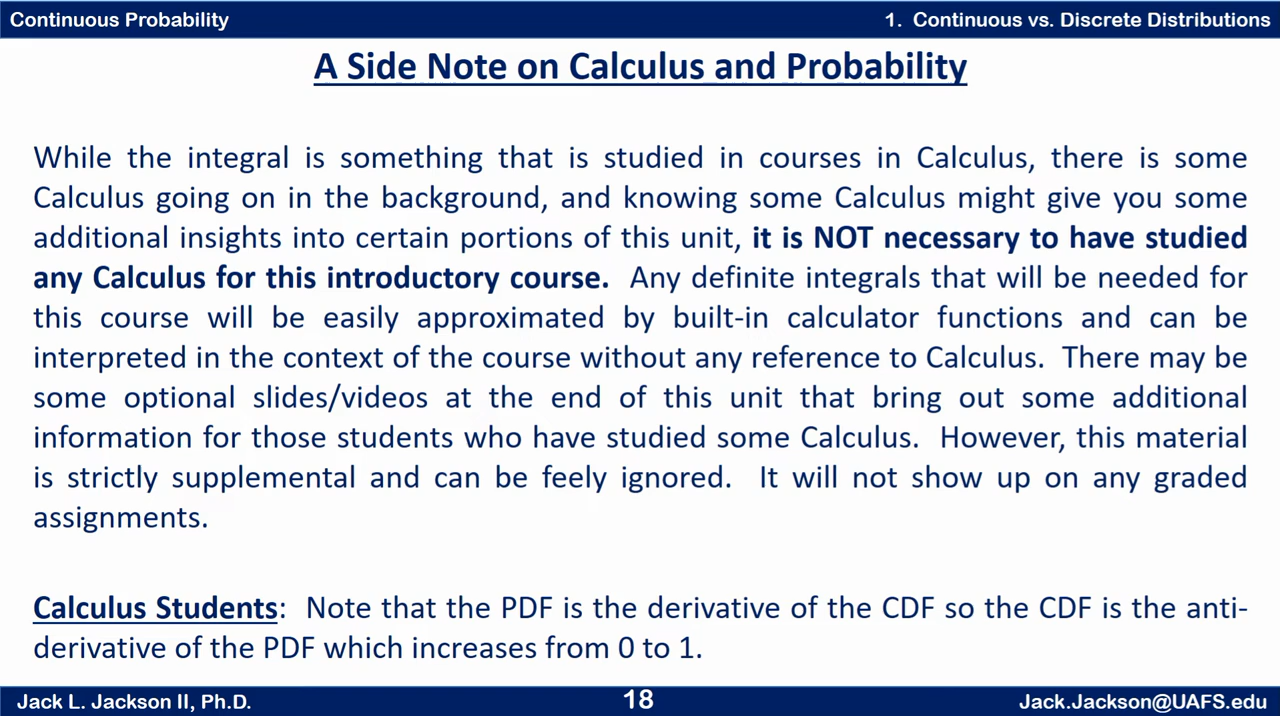 Continuous Probability
1. Continuous vs. Discrete Distributions
A Side Note on Calculus and Probability
While the integral is something that is studied in courses in Calculus, there is some
Calculus going on in the background, and knowing some Calculus might give you some
additional insights into certain portions of this unit, it is NOT necessary to have studied
any Calculus for this introductory course. Any definite integrals that will be needed for
this course will be easily approximated by built-in calculator functions and can be
interpreted in the context of the course without any reference to Calculus. There may be
some optional slides/videos at the end of this unit that bring out some additional
information for those students who have studied some Calculus. However, this material
is strictly supplemental and can be feely ignored. It will not show up on any graded
assignments.
Calculus Students: Note that the PDF is the derivative of the CDF so the CDF is the anti-
derivative of the PDF which increases from 0 to 1.
Jack L. Jackson II, Ph.D.
18
Jack.Jackson@UAFS.edu